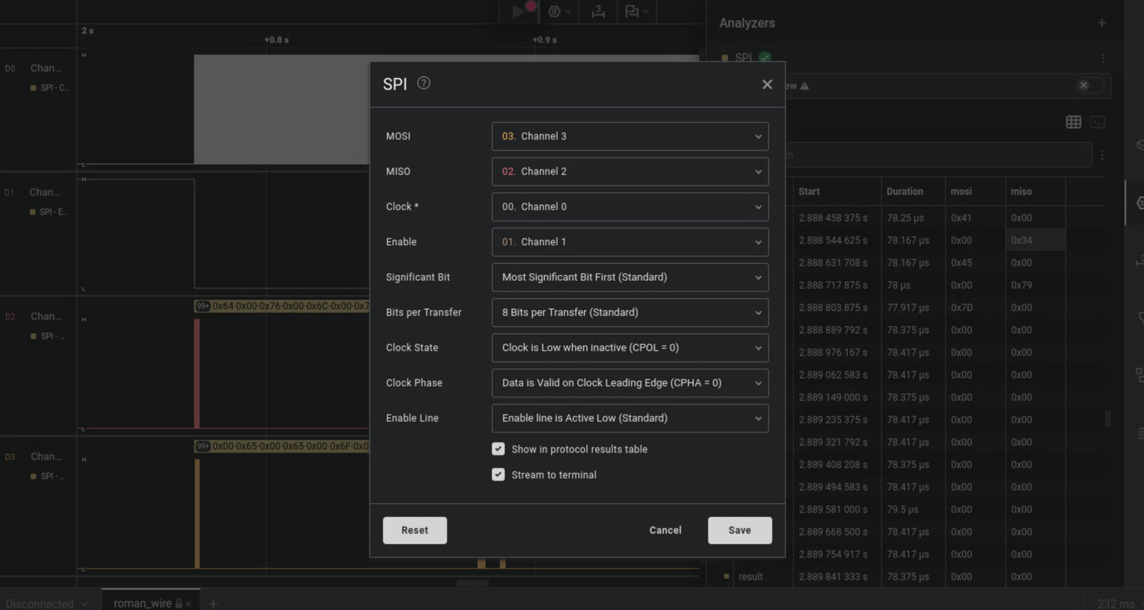 2 s
+0.8 s
+0.9 s
Analyzers
+
D0
Chan...
SPI - C...
SPI
ew
D1
Chan...
SPI - E...
D2
Chan...
SPI - ...
99+ 0x64·0x00·0x76·0x00·0x6C·0x00·0x7
D3
Chan...
SPI - ...
99+ 0x00·0x65·0x00·0x65·0x00·0x6F·0x0
SPI ?
MOSI
03. Channel 3
MISO
02. Channel 2
Clock *
00. Channel 0
Enable
01. Channel 1
Significant Bit
Most Significant Bit First (Standard)
Bits per Transfer
8 Bits per Transfer (Standard)
Clock State
Clock is Low when inactive (CPOL = 0)
Clock Phase
Data is Valid on Clock Leading Edge (CPHA = 0)
Enable Line
Enable line is Active Low (Standard)
Show in protocol results table
Stream to terminal
Reset
Cancel
Save
h
Start Duration mosi miso
2.888 458 375 s 78.25 µs 0x41 0x00
2.888 544 625 s 78.167 µs 0x00 0x34
2.888 631 708 s 78.167 µs 0x45 0x00
2.888 717 875 s 78 µs 0x00 0x79
2.888 803 875 s 77.917 µs 0x7D 0x00
2.888 889 792 s 78.375 µs 0x00 0x00
2.888 976 167 s 78.417 µs 0x00 0x00
2.889 062 583 s 78.417 µs 0x00 0x00
2.889 149 000 s 78.375 µs 0x00 0x00
2.889 235 375 s 78.417 µs 0x00 0x00
2.889 321 792 s 78.417 µs 0x00 0x00
2.889 408 208 s 78.375 µs 0x00 0x00
2.889 494 583 s 78.417 µs 0x00 0x00
2.889 581 000 s 79.5 µs 0x00 0x00
2.889 668 500 s 78.417 µs 0x00 0x00
2.889 754 917 s 78.417 µs 0x00 0x00
result 2.889 841 333 s 78.375 µs 0x00 0x00
Disconnected
roman_wire
+
232 ms